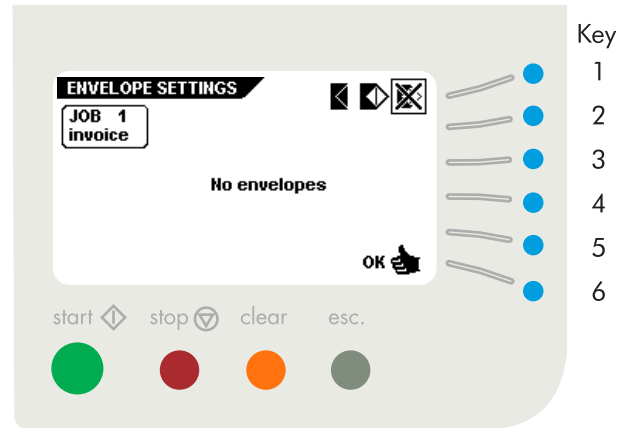 Key
ENVELOPE SETTINGS
1
JOB 1
invoice
2
3
No envelopes
4
5
OK
6
start stop clear esc.